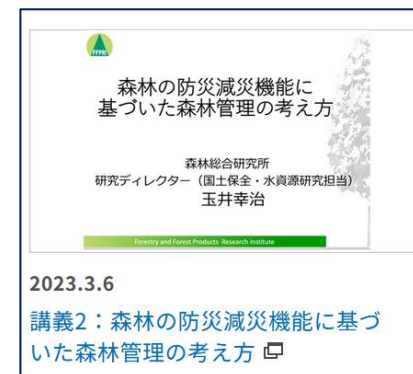 FFPRI
森林の防災減災機能に
基づいた森林管理の考え方
森林総合研究所
研究ディレクター（国土保全・水資源研究担当）
玉井幸治
Forestry and Forest Products Research Institute
2023.3.6
講義2：森林の防災減災機能に基づ
いた森林管理の考え方